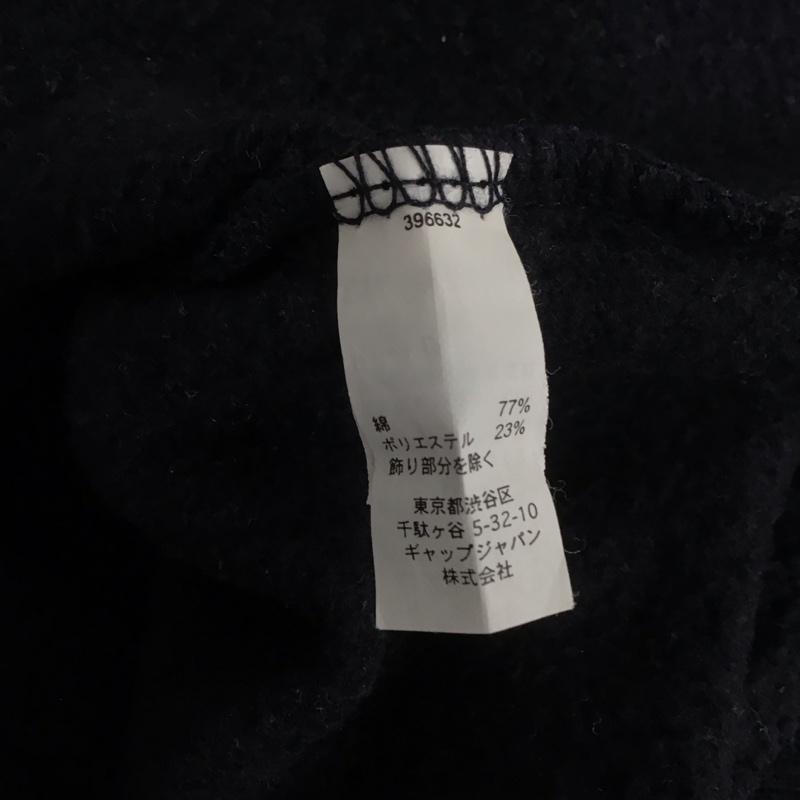 396632
綿 77%
ポリエステル 23%
飾り部分を除く
東京都渋谷区
千駄ヶ谷 5-32-10
ギャップジャパン
株式会社